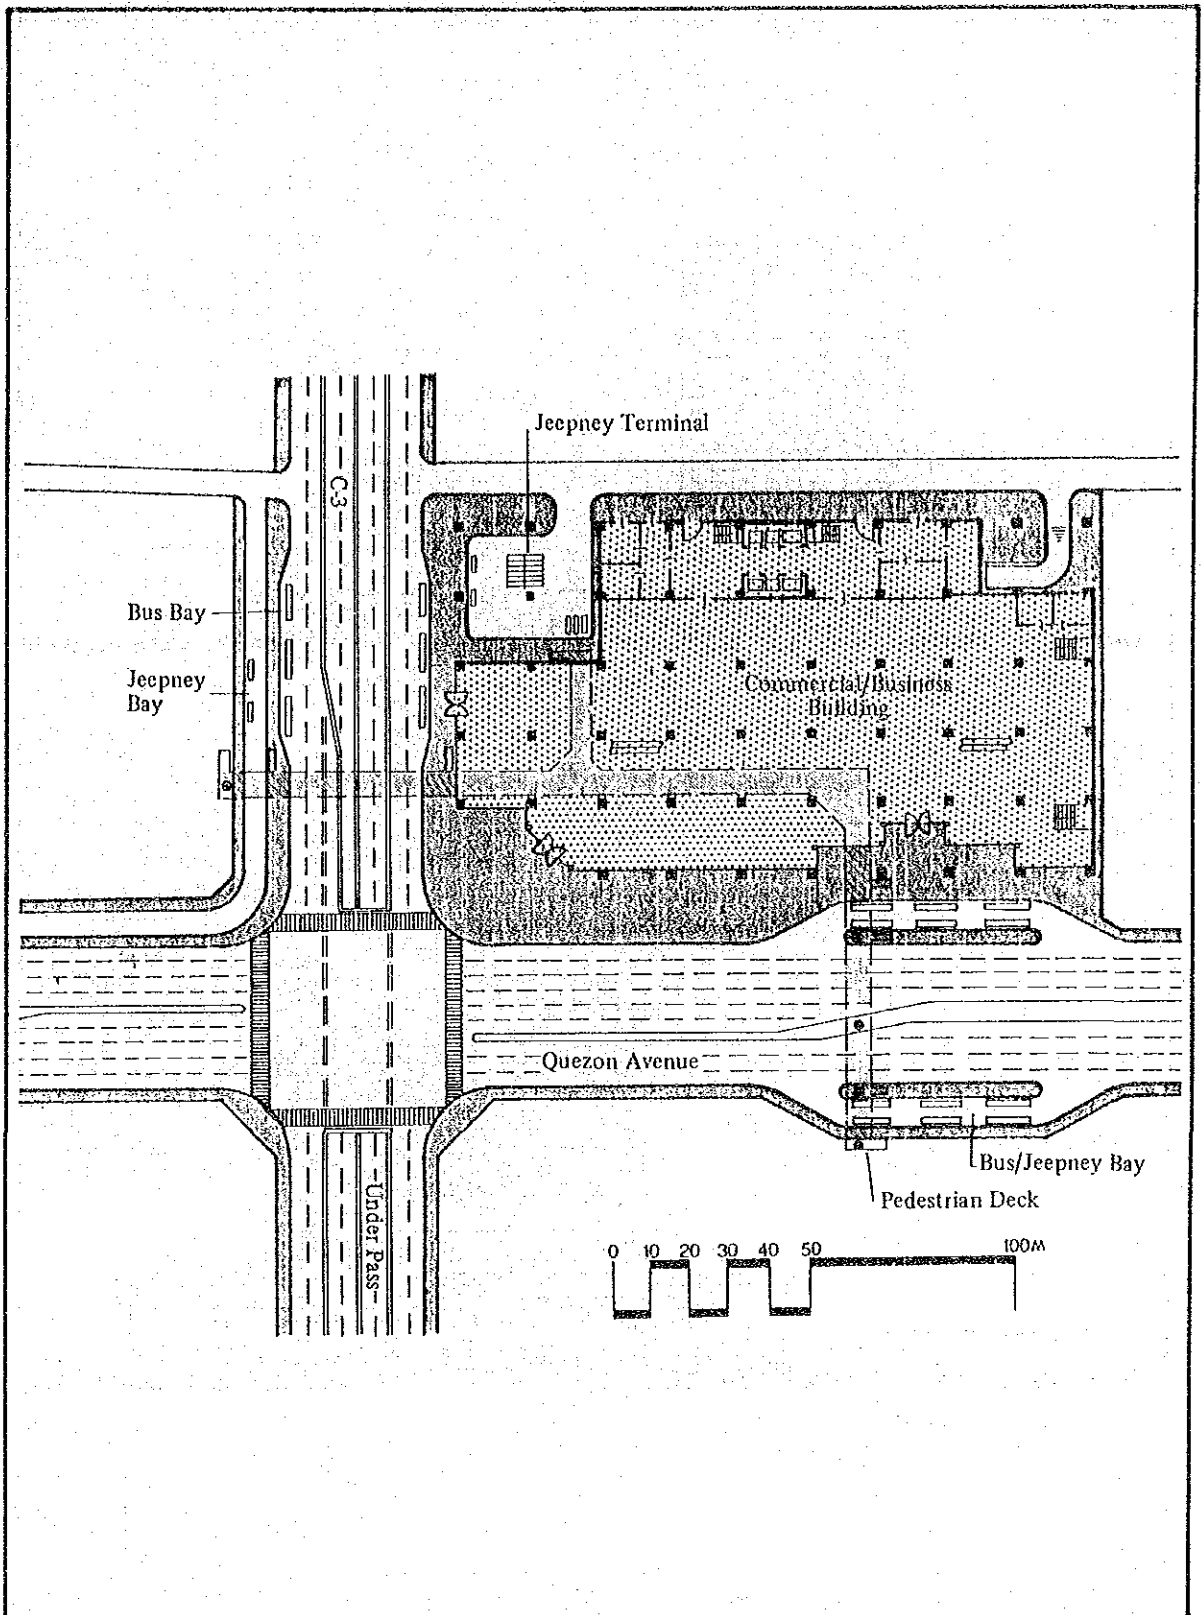 Jeepney Terminal
C-3
Bus Bay
Jeepney
Bay
Commercial/Business
Building
Quezon Avenue
Bus/Jeepney Bay
Pedestrian Deck
Under Pass
0 10 20 30 40 50 100M